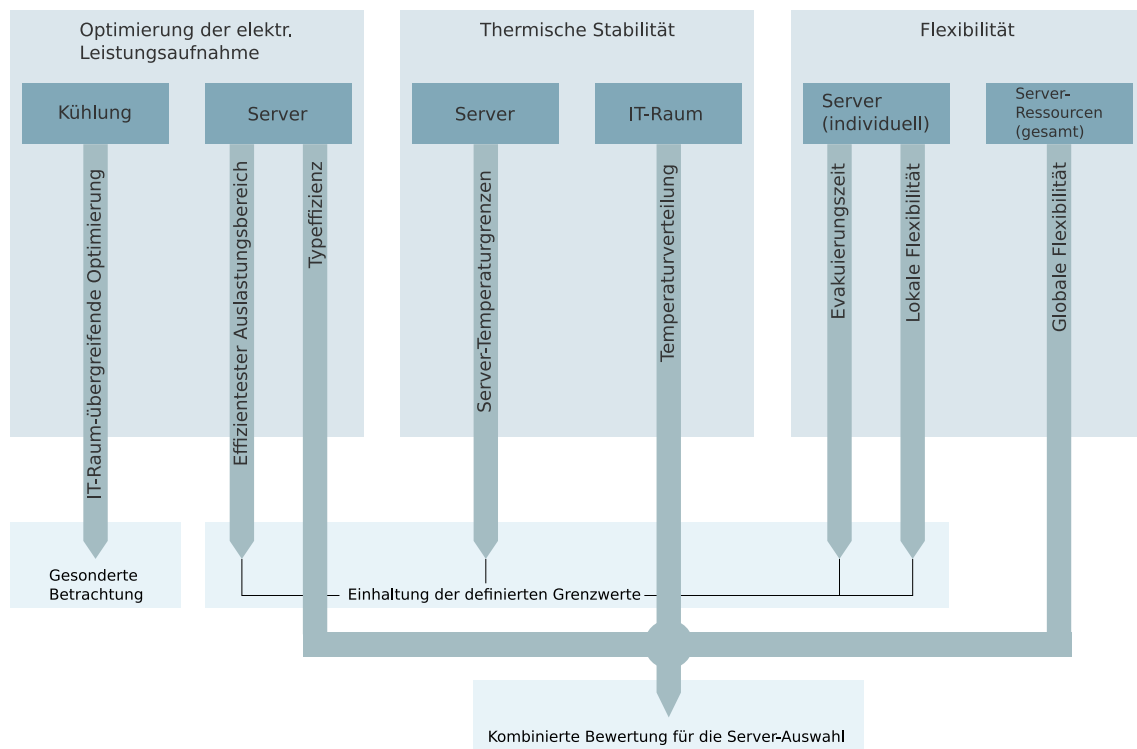 Optimierung der elektr.
Leistungsaufnahme
Thermische Stabilität
Flexibilität
Kühlung
Server
Server
IT-Raum
Server
(individuell)
Server-
Ressourcen
(gesamt)
IT-Raum-übergreifende Optimierung
Effizientester Auslastungsbereich
Typeffizienz
Server-Temperaturgrenzen
Temperaturverteilung
Evakuierungszeit
Lokale Flexibilität
Globale Flexibilität
Gesonderte
Betrachtung
Einhaltung der definierten Grenzwerte
Kombinierte Bewertung für die Server-Auswahl